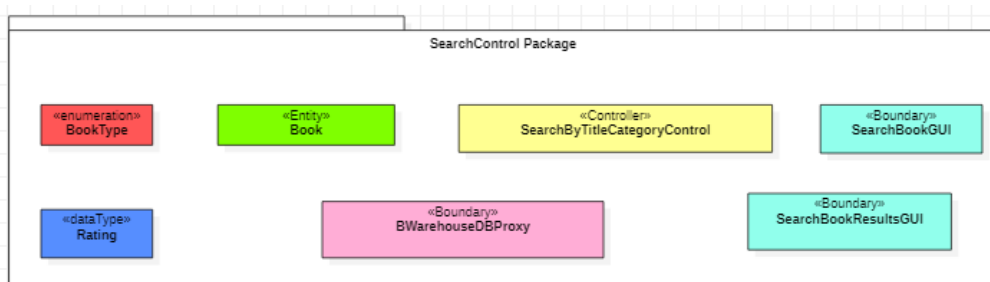 SearchControl Package
«enumeration»
BookType
«Entity»
Book
«Controller»
SearchByTitleCategoryControl
«Boundary»
SearchBookGUI
«dataType»
Rating
«Boundary»
BWarehouseDBProxy
«Boundary»
SearchBookResultsGUI